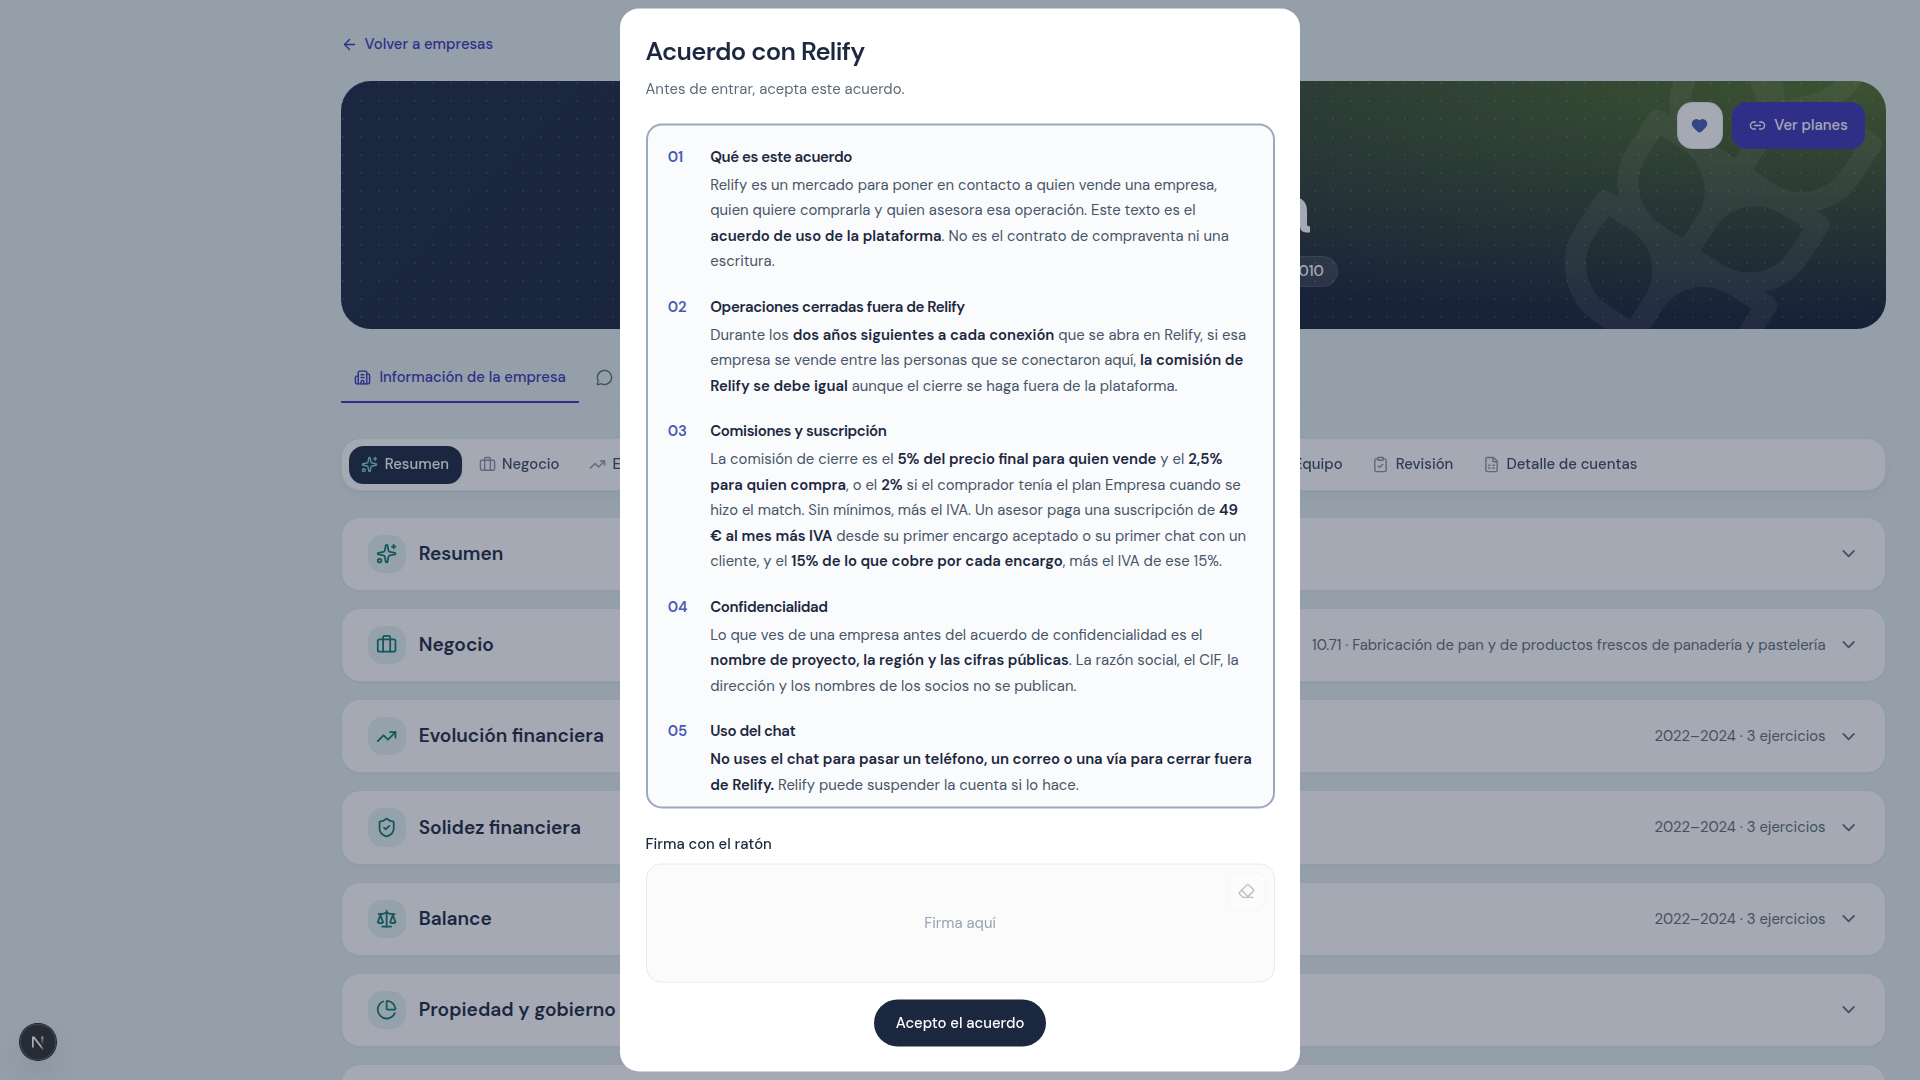 Volver a empresas
Ver planes
a
010
Información de la empresa
Resumen
Negocio
E
Equipo
Revisión
Detalle de cuentas
Resumen
Negocio
10.71 · Fabricación de pan y de productos frescos de panadería y pastelería
Evolución financiera
2022–2024 · 3 ejercicios
Solidez financiera
2022–2024 · 3 ejercicios
Balance
2022–2024 · 3 ejercicios
Propiedad y gobierno
Acuerdo con Relify
Antes de entrar, acepta este acuerdo.
01 Qué es este acuerdo
Relify es un mercado para poner en contacto a quien vende una empresa,
quien quiere comprarla y quien asesora esa operación. Este texto es el
acuerdo de uso de la plataforma. No es el contrato de compraventa ni una
escritura.
02 Operaciones cerradas fuera de Relify
Durante los dos años siguientes a cada conexión que se abra en Relify, si esa
empresa se vende entre las personas que se conectaron aquí, la comisión de
Relify se debe igual aunque el cierre se haga fuera de la plataforma.
03 Comisiones y suscripción
La comisión de cierre es el 5% del precio final para quien vende y el 2,5%
para quien compra, o el 2% si el comprador tenía el plan Empresa cuando se
hizo el match. Sin mínimos, más el IVA. Un asesor paga una suscripción de 49
€ al mes más IVA desde su primer encargo aceptado o su primer chat con un
cliente, y el 15% de lo que cobre por cada encargo, más el IVA de ese 15%.
04 Confidencialidad
Lo que ves de una empresa antes del acuerdo de confidencialidad es el
nombre de proyecto, la región y las cifras públicas. La razón social, el CIF, la
dirección y los nombres de los socios no se publican.
05 Uso del chat
No uses el chat para pasar un teléfono, un correo o una vía para cerrar fuera
de Relify. Relify puede suspender la cuenta si lo hace.
Firma con el ratón
Firma aquí
Acepto el acuerdo
N